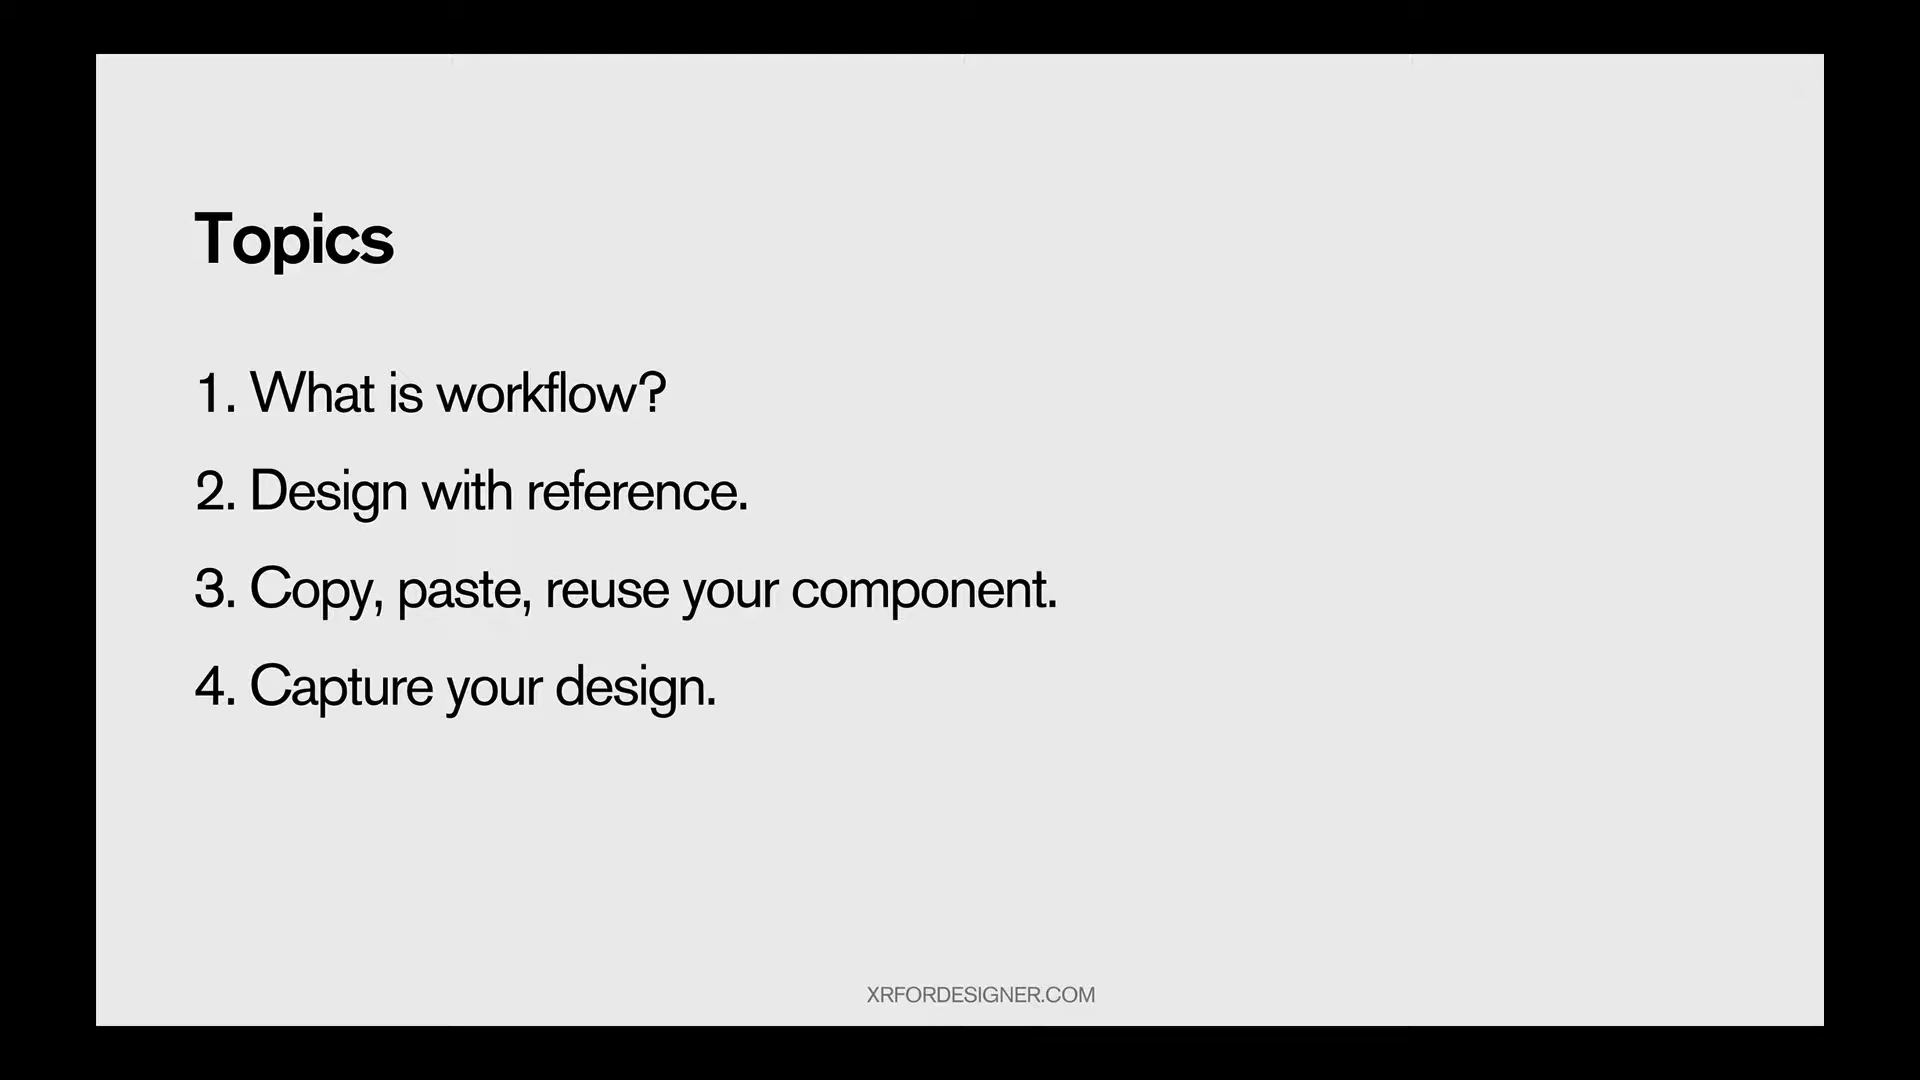 Topics
1. What is workflow?
2. Design with reference.
3. Copy, paste, reuse your component.
4. Capture your design.
XRFORDESIGNER.COM